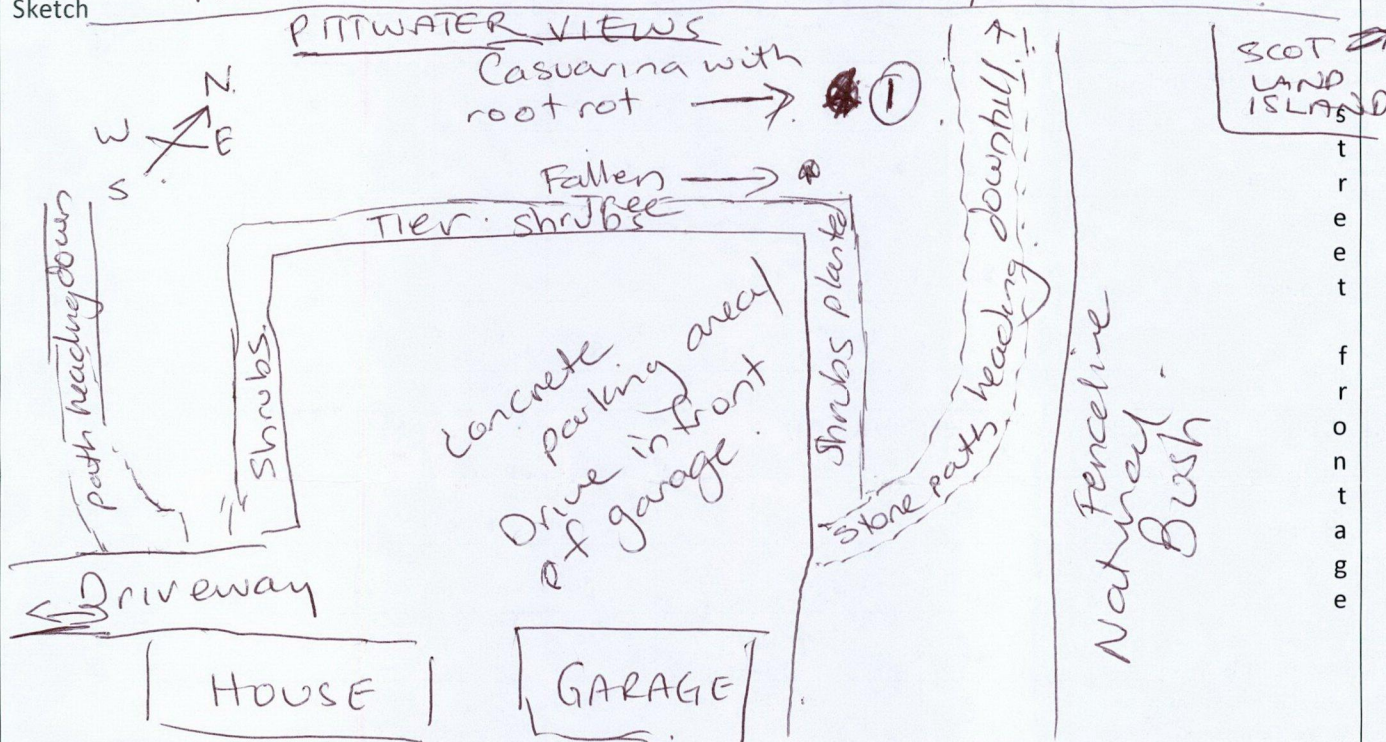 Sketch
PITTWATER VIEWS
Casuarina with
root rot
1
SCOT
LAND
ISLAND
N
W
E
S
Fallen
Tree
Tier shrubs
path heading down
Shrubs
Concrete
parking area/
Drive in front
of garage.
Shrubs planted
Stone path heading downhill
Fenceline
Natural
Bush
street frontage
Driveway
HOUSE
GARAGE